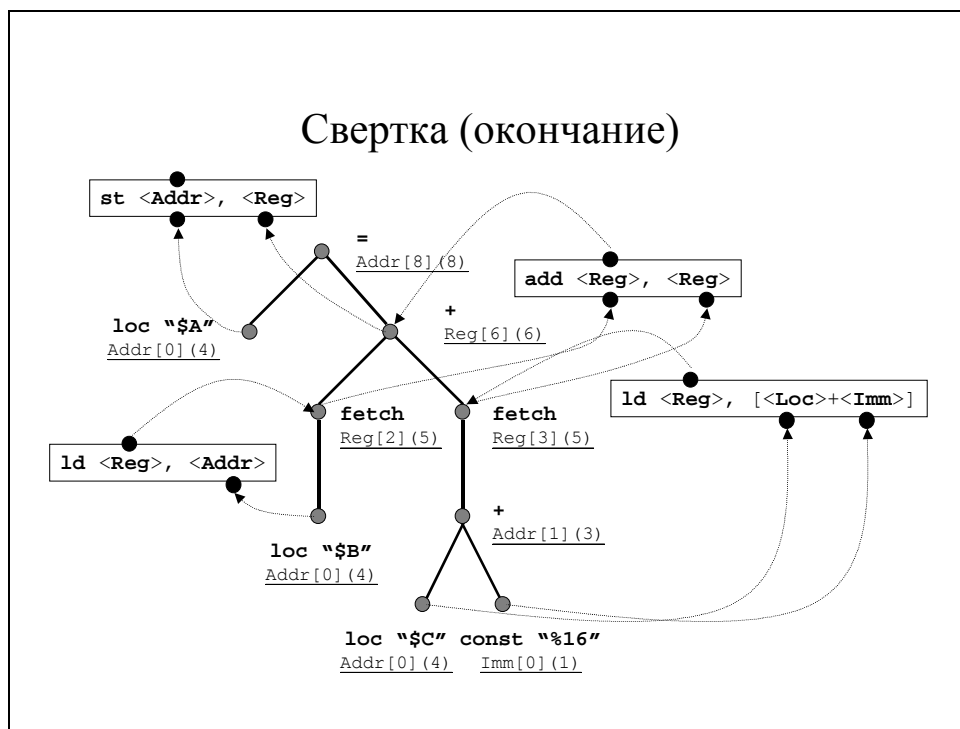 Свертка (окончание)
st <Addr>, <Reg>
=
Addr[8](8)
add <Reg>, <Reg>
loc “$A”
Addr[0](4)
+
Reg[6](6)
ld <Reg>, [<Loc>+<Imm>]
fetch
Reg[2](5)
fetch
Reg[3](5)
ld <Reg>, <Addr>
+
Addr[1](3)
loc “$B”
Addr[0](4)
loc “$C” const “%16”
Addr[0](4) Imm[0](1)